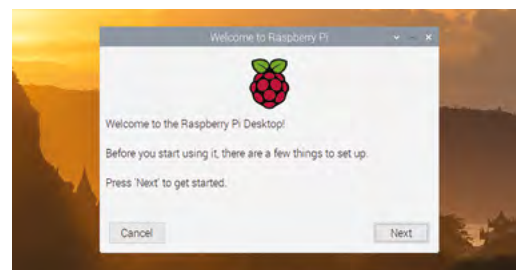 Welcome to Raspberry Pi
Welcome to the Raspberry Pi Desktop!
Before you start using it, there are a few things to set up.
Press 'Next' to get started.
Cancel
Next